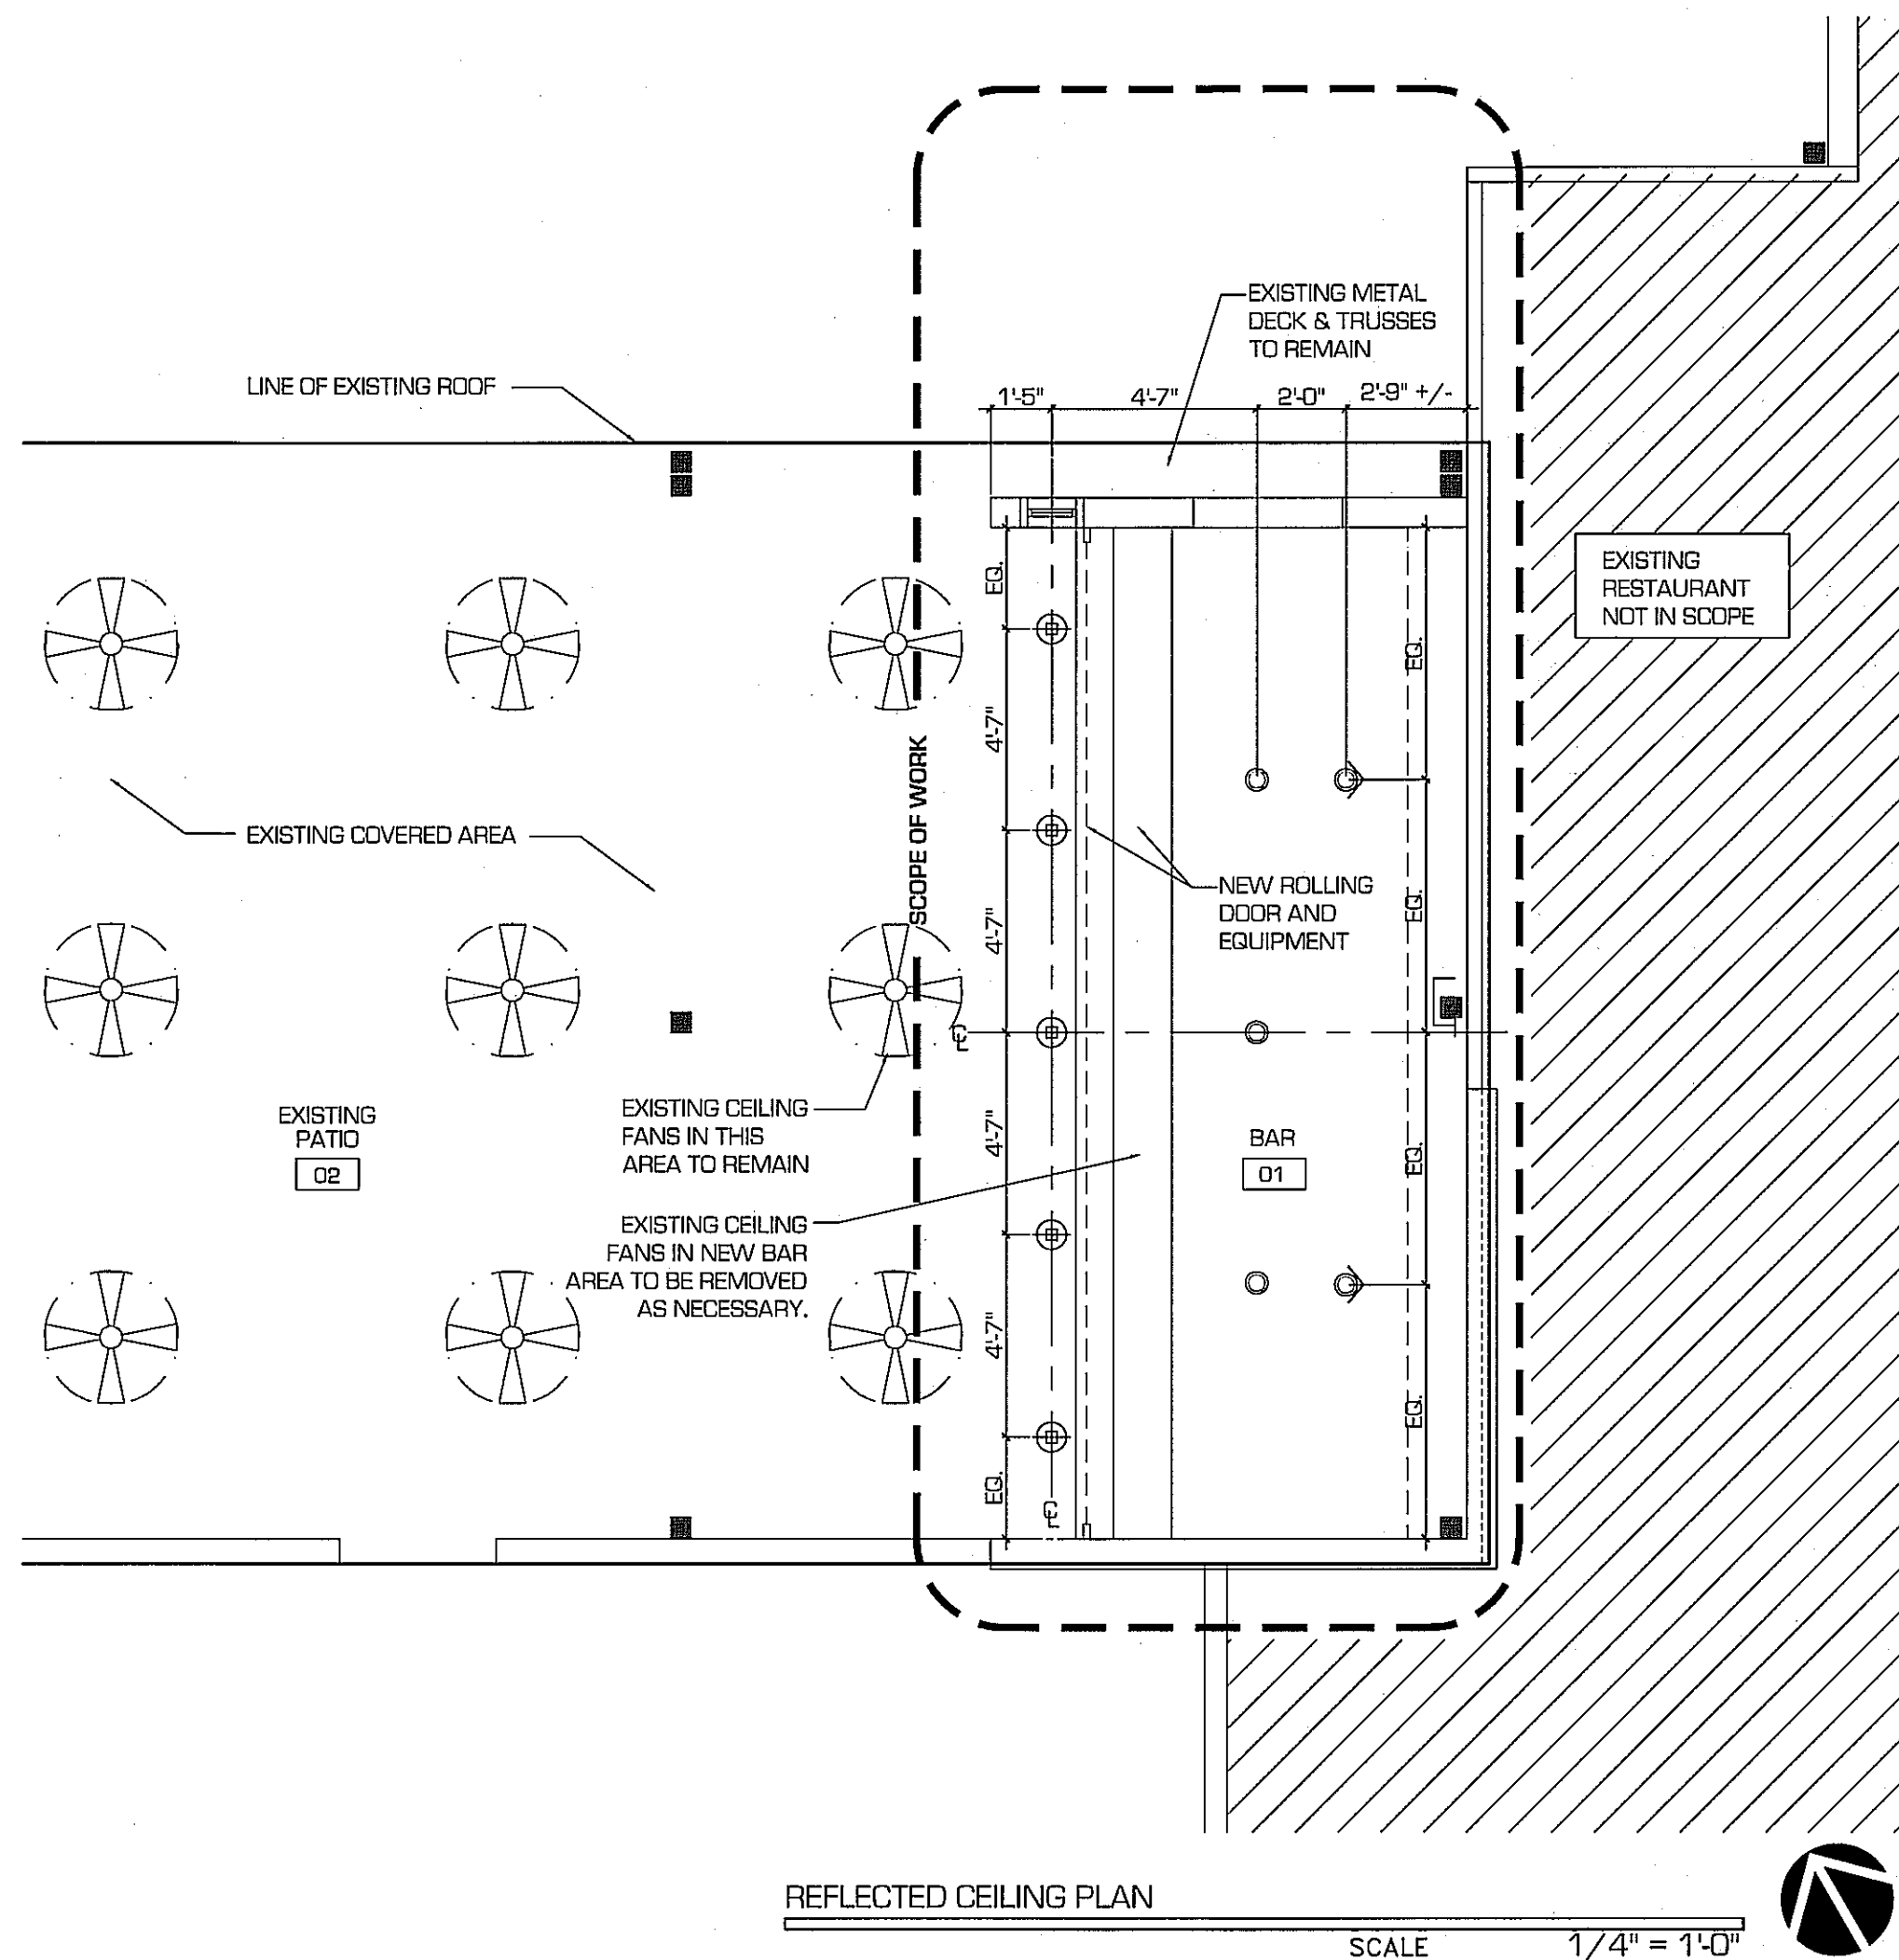 EXISTING METAL
DECK & TRUSSES
TO REMAIN
LINE OF EXISTING ROOF
1'-5"
4'-7"
2'-0"
2'-9" +/-
EXISTING
RESTAURANT
NOT IN SCOPE
EQ.
4'-7"
4'-7"
4'-7"
4'-7"
EQ.
EQ.
EQ.
EQ.
EQ.
SCOPE OF WORK
EXISTING COVERED AREA
NEW ROLLING
DOOR AND
EQUIPMENT
CL
EXISTING
PATIO
02
EXISTING CEILING
FANS IN THIS
AREA TO REMAIN
BAR
01
EXISTING CEILING
FANS IN NEW BAR
AREA TO BE REMOVED
AS NECESSARY.
CL
REFLECTED CEILING PLAN
SCALE 1/4" = 1'-0"